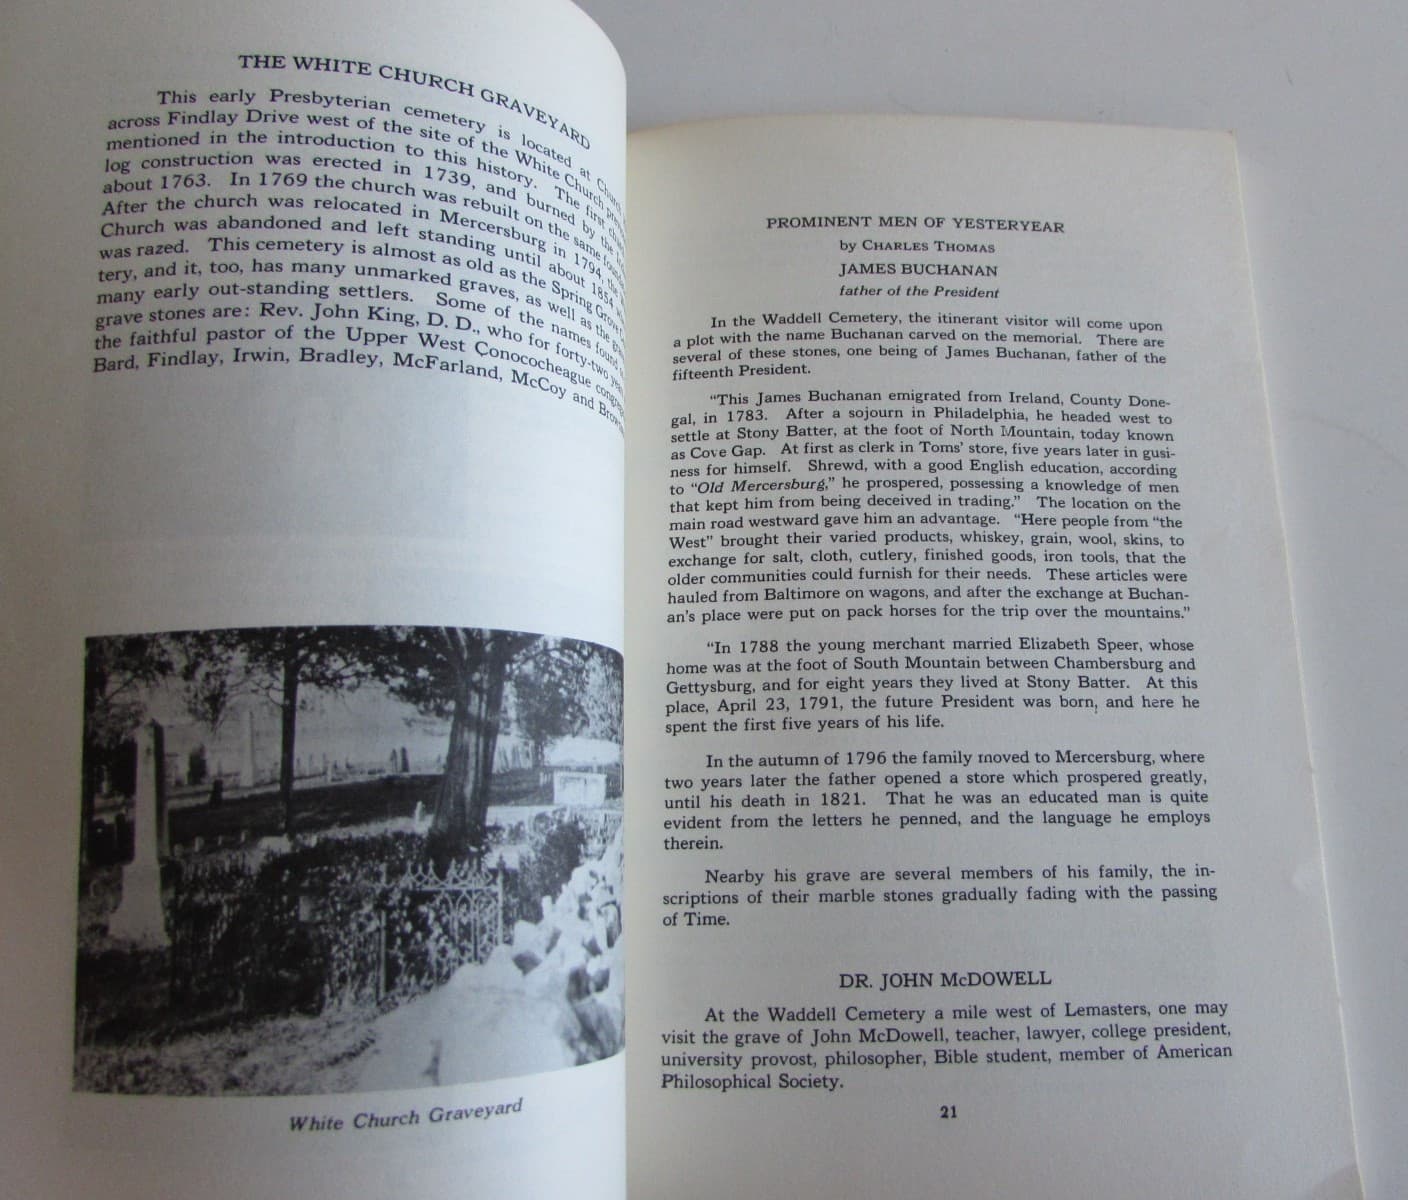 THE WHITE CHURCH GRAVEYARD
This early Presbyterian cemetery is located at Church
across Findlay Drive west of the site of the White Church
mentioned in the introduction to this history. The first
log construction was erected in 1739, and burned by the
about 1763. In 1769 the church was rebuilt on the same
After the church was relocated in Mercersburg in 1794, the
Church was abandoned and left standing until about 1854,
was razed. This cemetery is almost as old as the Spring Grove
tery, and it, too, has many unmarked graves, as well as the
many early out-standing settlers. Some of the names found
grave stones are: Rev. John King, D. D., who for forty-two
the faithful pastor of the Upper West Conococheague
Bard, Findlay, Irwin, Bradley, McFarland, McCoy and
White Church Graveyard
PROMINENT MEN OF YESTERYEAR
by CHARLES THOMAS
JAMES BUCHANAN
father of the President
In the Waddell Cemetery, the itinerant visitor will come upon
a plot with the name Buchanan carved on the memorial. There are
several of these stones, one being of James Buchanan, father of the
fifteenth President.
"This James Buchanan emigrated from Ireland, County Done-
gal, in 1783. After a sojourn in Philadelphia, he headed west to
settle at Stony Batter, at the foot of North Mountain, today known
as Cove Gap. At first as clerk in Toms' store, five years later in gusi-
ness for himself. Shrewd, with a good English education, according
to "Old Mercersburg," he prospered, possessing a knowledge of men
that kept him from being deceived in trading." The location on the
main road westward gave him an advantage. "Here people from "the
West" brought their varied products, whiskey, grain, wool, skins, to
exchange for salt, cloth, cutlery, finished goods, iron tools, that the
older communities could furnish for their needs. These articles were
hauled from Baltimore on wagons, and after the exchange at Buchan-
an's place were put on pack horses for the trip over the mountains."
"In 1788 the young merchant married Elizabeth Speer, whose
home was at the foot of South Mountain between Chambersburg and
Gettysburg, and for eight years they lived at Stony Batter. At this
place, April 23, 1791, the future President was born, and here he
spent the first five years of his life.
In the autumn of 1796 the family moved to Mercersburg, where
two years later the father opened a store which prospered greatly,
until his death in 1821. That he was an educated man is quite
evident from the letters he penned, and the language he employs
therein.
Nearby his grave are several members of his family, the in-
scriptions of their marble stones gradually fading with the passing
of Time.
DR. JOHN McDOWELL
At the Waddell Cemetery a mile west of Lemasters, one may
visit the grave of John McDowell, teacher, lawyer, college president,
university provost, philosopher, Bible student, member of American
Philosophical Society.
21